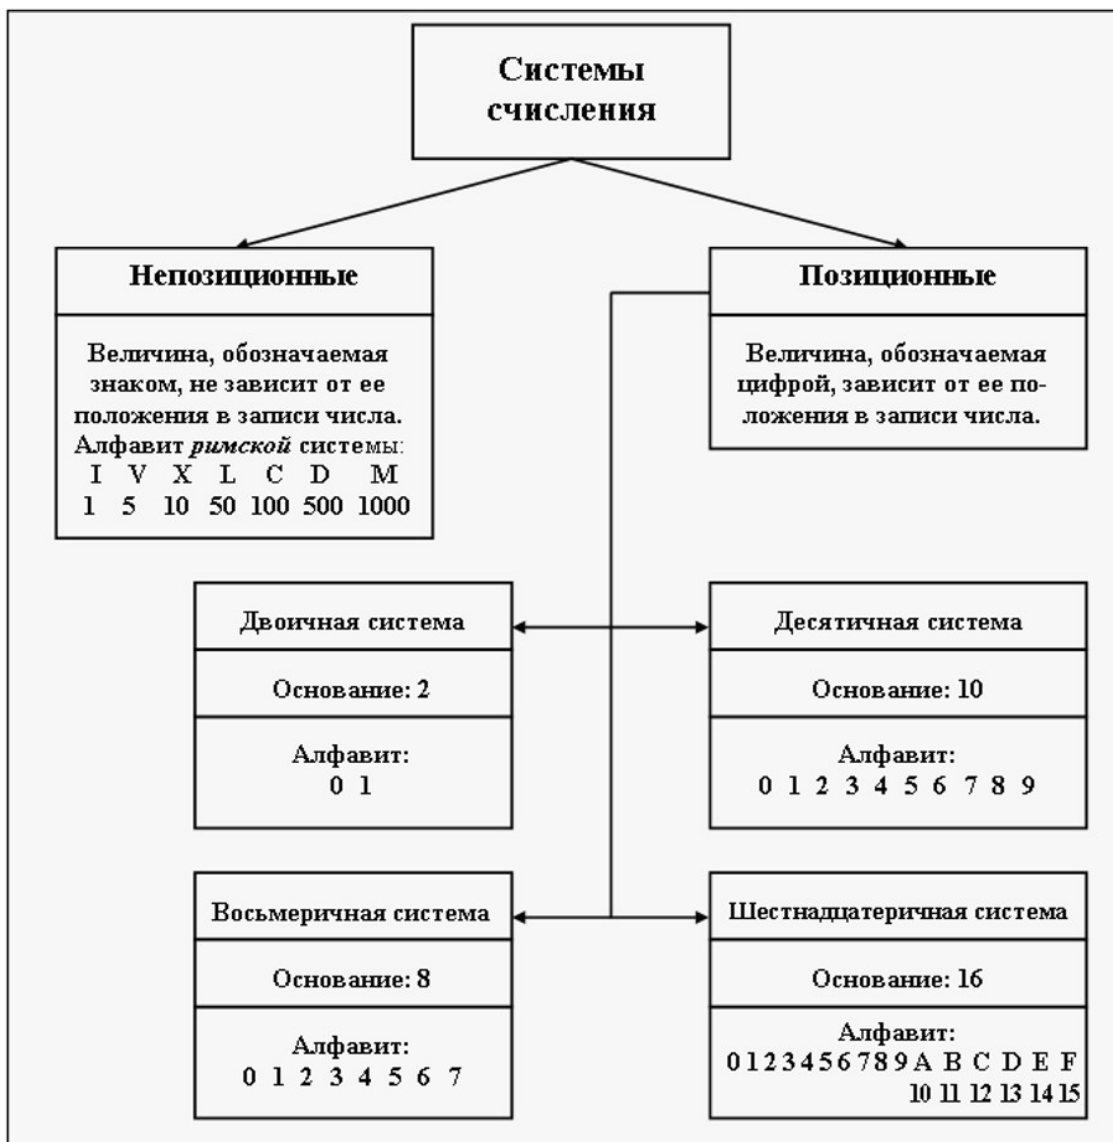 Системы
счисления
Непозиционные
Величина, обозначаемая
знаком, не зависит от ее
положения в записи числа.
Алфавит римской системы:
I V X L C D M
1 5 10 50 100 500 1000
Позиционные
Величина, обозначаемая
цифрой, зависит от ее по-
ложения в записи числа.
Двоичная система
Основание: 2
Алфавит:
0 1
Десятичная система
Основание: 10
Алфавит:
0 1 2 3 4 5 6 7 8 9
Восьмеричная система
Основание: 8
Алфавит:
0 1 2 3 4 5 6 7
Шестнадцатеричная система
Основание: 16
Алфавит:
0 1 2 3 4 5 6 7 8 9 A B C D E F
10 11 12 13 14 15